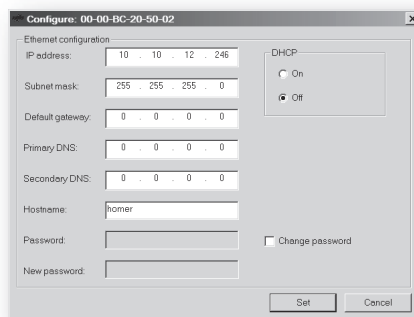 Configure: 00-00-BC-20-50-02
Ethernet configuration
IP address: 10 . 10 . 12 . 246
DHCP
On
Off
Subnet mask: 255 . 255 . 255 . 0
Default gateway: 0 . 0 . 0 . 0
Primary DNS: 0 . 0 . 0 . 0
Secondary DNS: 0 . 0 . 0 . 0
Hostname: homer
Password:
Change password
New password:
Set Cancel